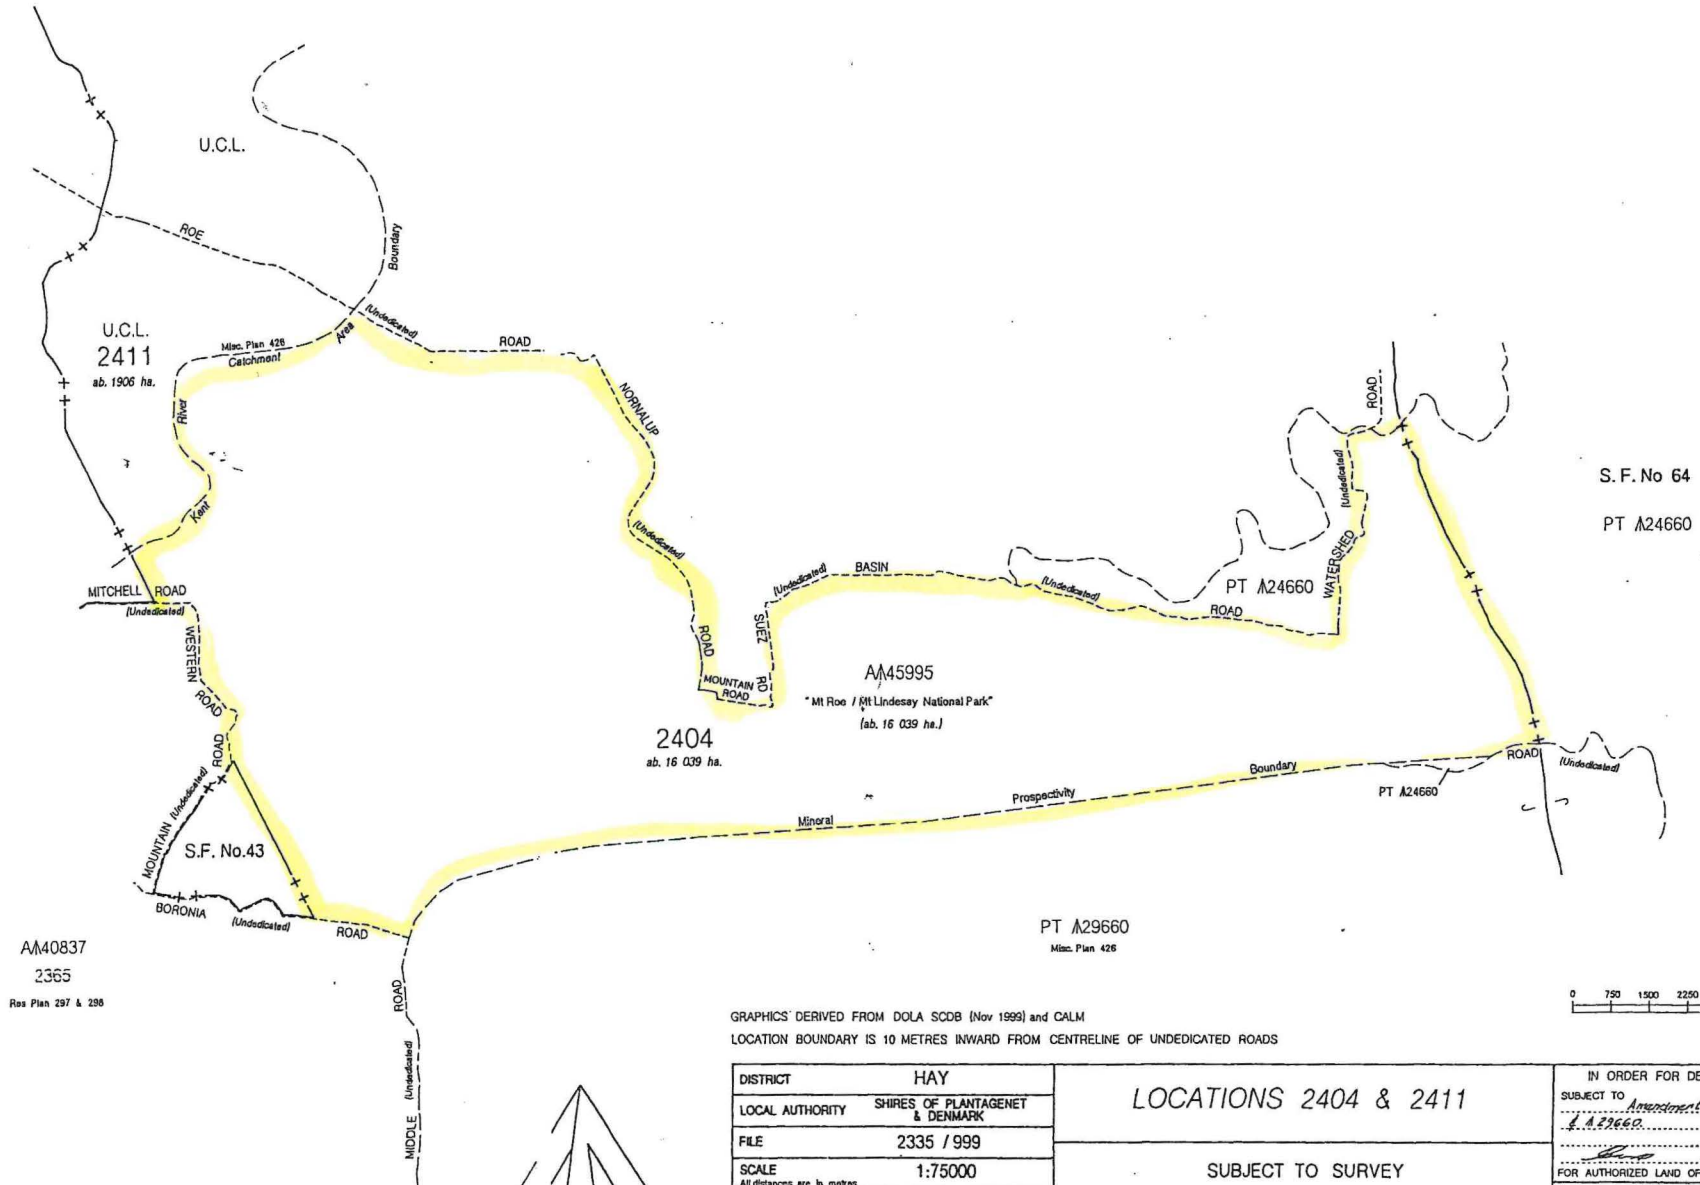 U.C.L.
ROE
Boundary
U.C.L.
2411
ab. 1906 ha.
Misc. Plan 426
Catchment
Area
(Undedicated)
ROAD
River
Kent
NORNALUP
(Undedicated)
ROAD
MITCHELL ROAD
(Undedicated)
WESTERN
ROAD
ROAD
MOUNTAIN
ROAD
SUEZ
RD
(Undedicated)
BASIN
(Undedicated)
ROAD
PT A24660
WATERSHED
(Undedicated)
ROAD
S. F. No 64
PT A24660
AA45995
"Mt Roe / Mt Lindesay National Park"
(ab. 16 039 ha.)
2404
ab. 16 039 ha.
Mineral
Prospectivity
Boundary
ROAD
(Undedicated)
PT A24660
MOUNTAIN (Undedicated)
S.F. No.43
BORONIA
(Undedicated)
ROAD
AA40837
2365
Res Plan 297 & 298
PT A29660
Misc. Plan 426
ROAD
(Undedicated)
MIDDLE
0 750 1500 2250
GRAPHICS DERIVED FROM DOLA SCDB (Nov 1999) and CALM
LOCATION BOUNDARY IS 10 METRES INWARD FROM CENTRELINE OF UNDEDICATED ROADS
DISTRICT HAY
LOCAL AUTHORITY SHIRES OF PLANTAGENET
& DENMARK
FILE 2335 / 999
SCALE 1:75000
All distances are in metres
LOCATIONS 2404 & 2411
SUBJECT TO SURVEY
IN ORDER FOR DE
SUBJECT TO Amendment
& A 29660.
FOR AUTHORIZED LAND OF